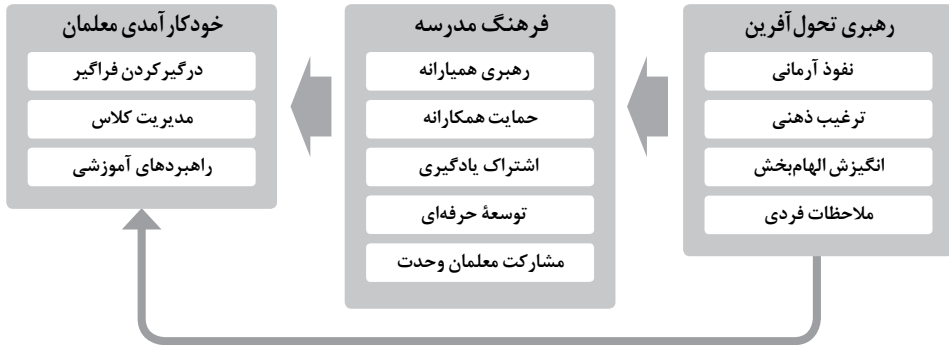 رهبری تحول‌آفرین
نفوذ آرمانی
ترغیب ذهنی
انگیزش الهام‌بخش
ملاحظات فردی
فرهنگ مدرسه
رهبری همیارانه
حمایت همکارانه
اشتراک یادگیری
توسعهٔ حرفه‌ای
مشارکت معلمان وحدت
خودکارآمدی معلمان
درگیرکردن فراگیر
مدیریت کلاس
راهبردهای آموزشی